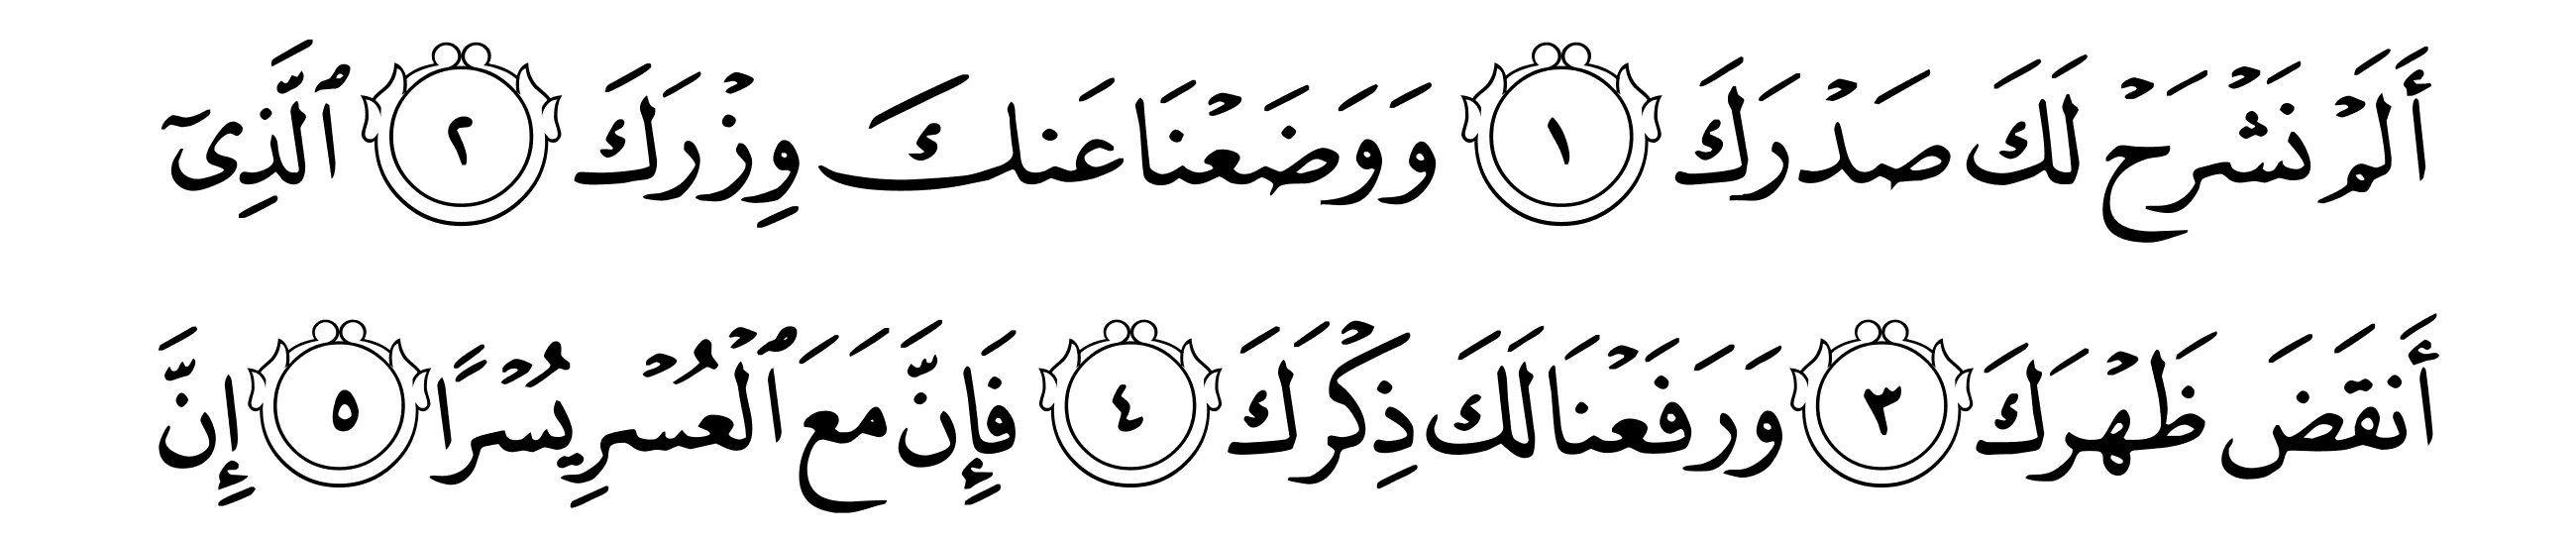 أَلَمۡ نَشۡرَحۡ لَكَ صَدۡرَكَ ١ وَوَضَعۡنَا عَنكَ وِزۡرَكَ ٢ ٱلَّذِيٓ
أَنقَضَ ظَهۡرَكَ ٣ وَرَفَعۡنَا لَكَ ذِكۡرَكَ ٤ فَإِنَّ مَعَ ٱلۡعُسۡرِ يُسۡرًا ٥ إِنَّ